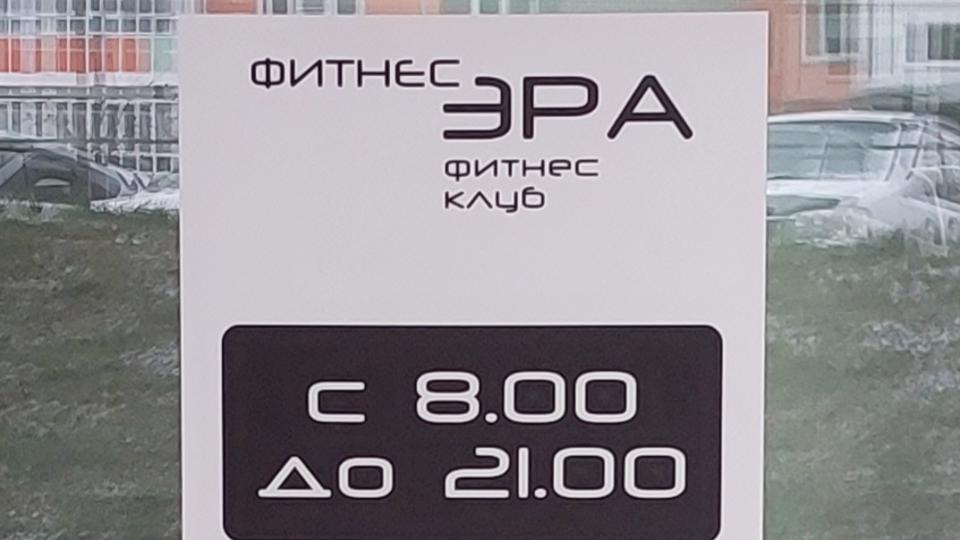 ФИТНЕС
ЭРА
фитнес
клуб
с 8.00
до 21.00